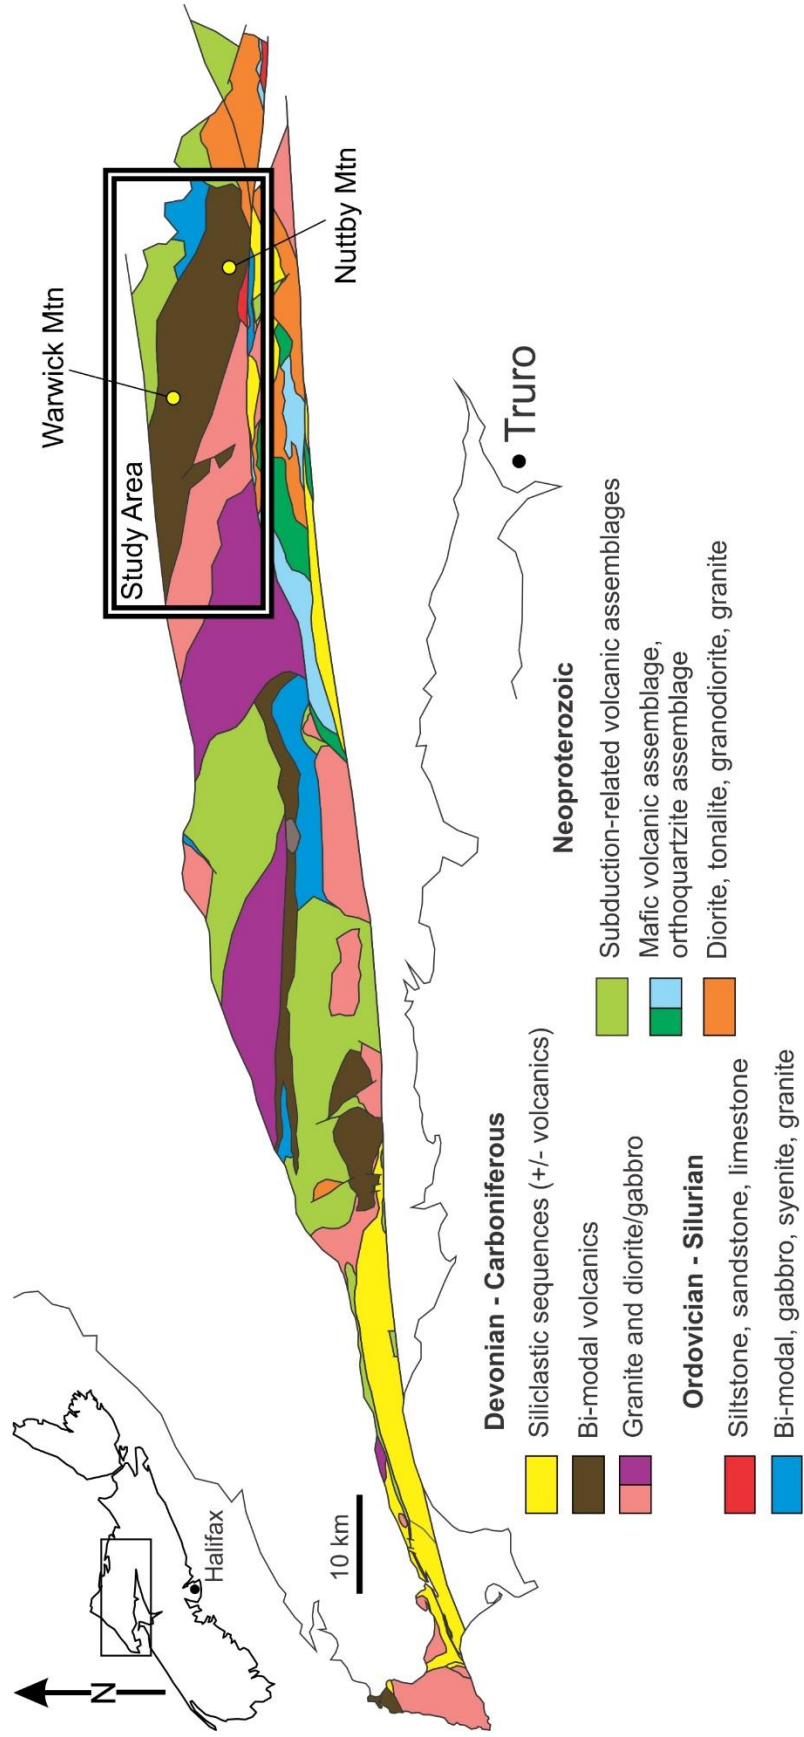 N
Halifax
10 km
Study Area
Warwick Mtn
Nuttby Mtn
Truro
Devonian - Carboniferous
Siliclastic sequences (+/- volcanics)
Bi-modal volcanics
Granite and diorite/gabbro
Ordovician - Silurian
Siltstone, sandstone, limestone
Bi-modal, gabbro, syenite, granite
Neoproterozoic
Subduction-related volcanic assemblages
Mafic volcanic assemblage,
orthoquartzite assemblage
Diorite, tonalite, granodiorite, granite